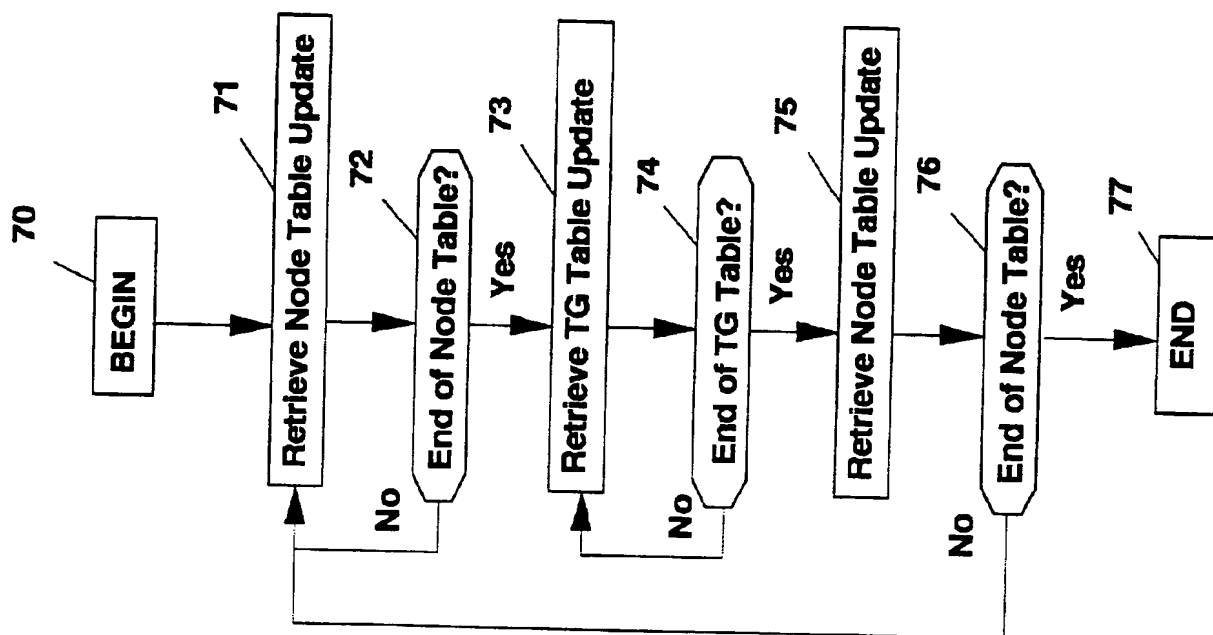 70
BEGIN
71
Retrieve Node Table Update
72
End of Node Table?
No
Yes
73
Retrieve TG Table Update
74
End of TG Table?
No
Yes
75
Retrieve Node Table Update
76
End of Node Table?
No
Yes
77
END